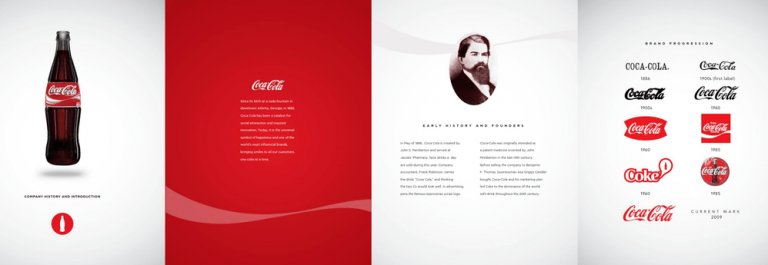 Coca-Cola
COMPANY HISTORY AND INTRODUCTION
Coca-Cola
Since its birth at a soda fountain in
downtown Atlanta, Georgia, in 1886,
Coca-Cola has been a catalyst for
social interaction and inspired
innovation. Today, it is the universal
symbol of happiness and one of the
world's most influential brands,
bringing smiles to all our customers,
one coke at a time
EARLY HISTORY AND FOUNDERS
In May of 1886, Coca-Cola is created by
John S. Pemberton and served at
Jacobs' Pharmacy. Nine drinks a day
are sold during this year. Company
accountant Frank Robinson names
the drink "Coca-Cola," and thinking
the two Cs would look well in advertising,
pens the famous Spencerian script logo.
Coca-Cola was originally intended as
a patent medicine invented by John
Pemberton in the late 19th century.
Before selling the company to Benjamin
F. Thomas, businessman Asa Griggs Candler
bought Coca-Cola and his marketing plan
led Coke to the dominance of the world
soft drink throughout the 20th century.
BRAND PROGRESSION
COCA-COLA.
1886
Coca-Cola
1900s (first label)
Coca-Cola
1950s
Coca-Cola
1940
Coca-Cola
1960
Coca-Cola
1965
Coke
1980
Coca-Cola
1985
Coca-Cola
CURRENT MARK
2009